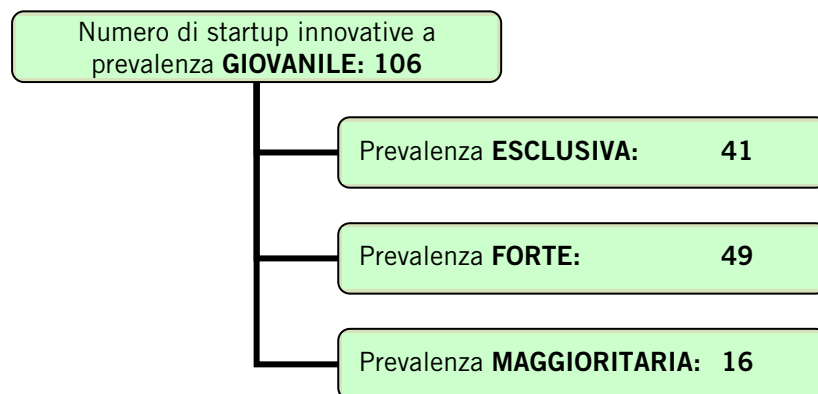 Numero di startup innovative a
prevalenza GIOVANILE: 106
Prevalenza ESCLUSIVA: 41
Prevalenza FORTE: 49
Prevalenza MAGGIORITARIA: 16